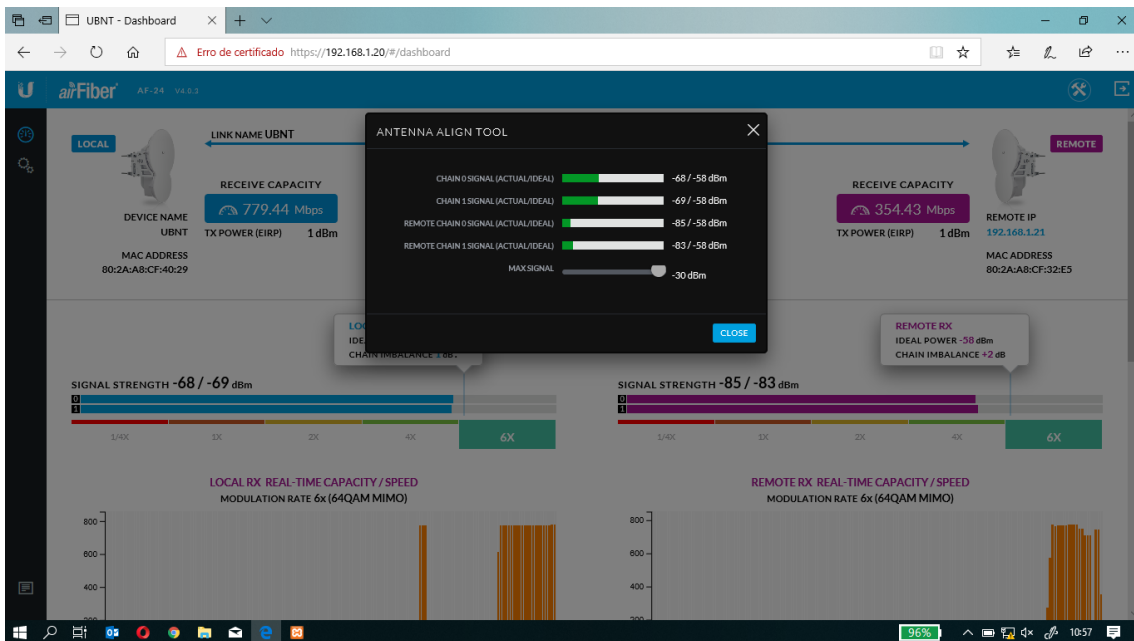 UBNT - Dashboard
Erro de certificado https://192.168.1.20/#/dashboard
airFiber AF-24 V4.0.3
LOCAL
LINK NAME UBNT
REMOTE
ANTENNA ALIGN TOOL
CHAIN 0 SIGNAL (ACTUAL/IDEAL) -68 / -58 dBm
CHAIN 1 SIGNAL (ACTUAL/IDEAL) -69 / -58 dBm
REMOTE CHAIN 0 SIGNAL (ACTUAL/IDEAL) -85 / -58 dBm
REMOTE CHAIN 1 SIGNAL (ACTUAL/IDEAL) -83 / -58 dBm
MAX SIGNAL -30 dBm
CLOSE
RECEIVE CAPACITY
779.44 Mbps
DEVICE NAME
UBNT
TX POWER (EIRP) 1 dBm
MAC ADDRESS
80:2A:A8:CF:40:29
RECEIVE CAPACITY
354.43 Mbps
TX POWER (EIRP) 1 dBm
REMOTE IP
192.168.1.21
MAC ADDRESS
80:2A:A8:CF:32:E5
CHAIN IMBALANCE 1 dB
REMOTE RX
IDEAL POWER -58 dBm
CHAIN IMBALANCE +2 dB
SIGNAL STRENGTH -68 / -69 dBm
0
1
1/4X 1X 2X 4X 6X
SIGNAL STRENGTH -85 / -83 dBm
0
1
1/4X 1X 2X 4X 6X
LOCAL RX REAL-TIME CAPACITY / SPEED
MODULATION RATE 6x (64QAM MIMO)
800
600
400
REMOTE RX REAL-TIME CAPACITY / SPEED
MODULATION RATE 6x (64QAM MIMO)
800
600
400
96%
10:57